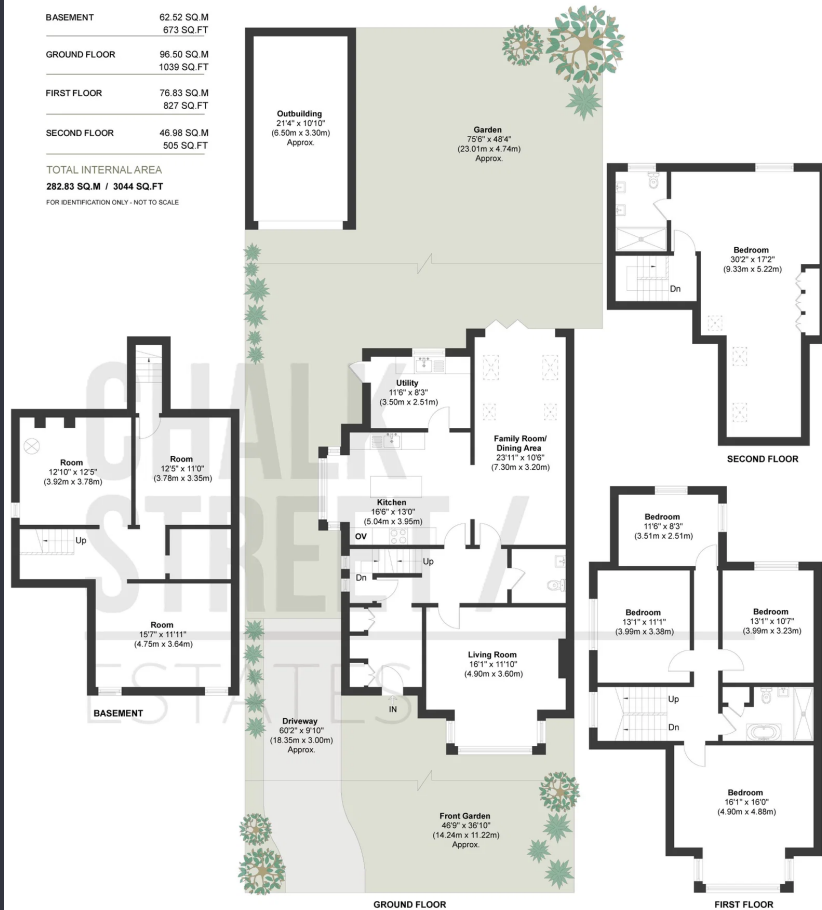 BASEMENT 62.52 SQ.M
673 SQ.FT
GROUND FLOOR 96.50 SQ.M
1039 SQ.FT
FIRST FLOOR 76.83 SQ.M
827 SQ.FT
SECOND FLOOR 46.98 SQ.M
505 SQ.FT
TOTAL INTERNAL AREA
282.83 SQ.M / 3044 SQ.FT
FOR IDENTIFICATION ONLY - NOT TO SCALE
Outbuilding
21'4" x 10'10"
(6.50m x 3.30m)
Approx.
Garden
75'6" x 48'4"
(23.01m x 4.74m)
Approx.
Bedroom
30'2" x 17'2"
(9.33m x 5.22m)
Dn
SECOND FLOOR
CHALK
STREET /
ESTATES
Room
12'10" x 12'5"
(3.92m x 3.78m)
Room
12'5" x 11'0"
(3.78m x 3.35m)
Up
Room
15'7" x 11'11"
(4.75m x 3.64m)
BASEMENT
Utility
11'6" x 8'3"
(3.50m x 2.51m)
Family Room/
Dining Area
23'11" x 10'6"
(7.30m x 3.20m)
Kitchen
16'6" x 13'0"
(5.04m x 3.95m)
OV
Up
Dn
Living Room
16'1" x 11'10"
(4.90m x 3.60m)
IN
Driveway
60'2" x 9'10"
(18.35m x 3.00m)
Approx.
Front Garden
46'9" x 36'10"
(14.24m x 11.22m)
Approx.
GROUND FLOOR
Bedroom
11'6" x 8'3"
(3.51m x 2.51m)
Bedroom
13'1" x 11'1"
(3.99m x 3.38m)
Bedroom
13'1" x 10'7"
(3.99m x 3.23m)
Up
Dn
Bedroom
16'1" x 16'0"
(4.90m x 4.88m)
FIRST FLOOR